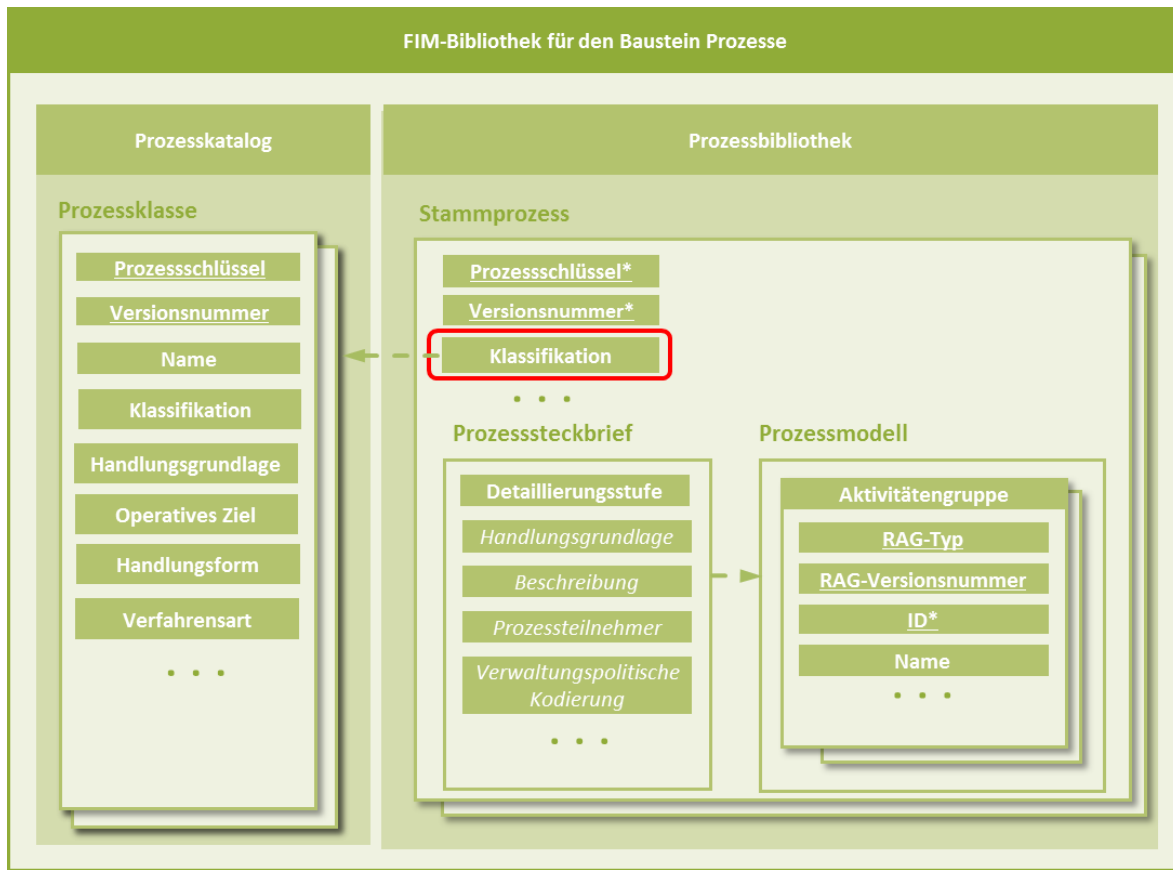 FIM-Bibliothek für den Baustein Prozesse
Prozesskatalog
Prozessklasse
Prozessschlüssel
Versionsnummer
Name
Klassifikation
Handlungsgrundlage
Operatives Ziel
Handlungsform
Verfahrensart
. . .
Prozessbibliothek
Stammprozess
Prozessschlüssel*
Versionsnummer*
Klassifikation
. . .
Prozesssteckbrief
Detaillierungsstufe
Handlungsgrundlage
Beschreibung
Prozessteilnehmer
Verwaltungspolitische
Kodierung
. . .
Prozessmodell
Aktivitätengruppe
RAG-Typ
RAG-Versionsnummer
ID*
Name
. . .